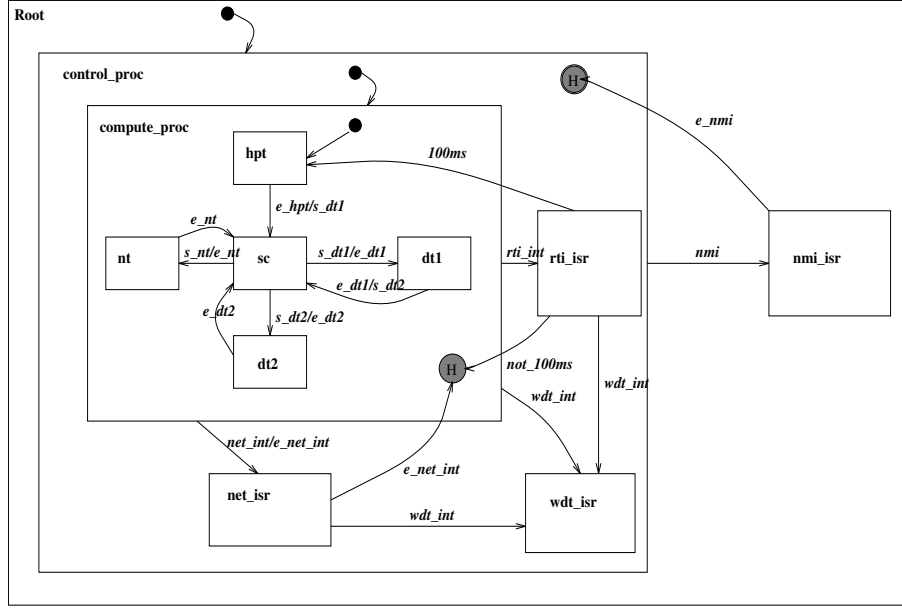 Root
control_proc
H
e_nmi
compute_proc
hpt
100ms
e_hpt/s_dt1
e_nt
nt
s_nt/e_nt
sc
s_dt1/e_dt1
dt1
rti_int
rti_isr
nmi
nmi_isr
e_dt1/s_dt2
e_dt2
s_dt2/e_dt2
dt2
H
not_100ms
wdt_int
wdt_int
net_int/e_net_int
e_net_int
net_isr
wdt_isr
wdt_int